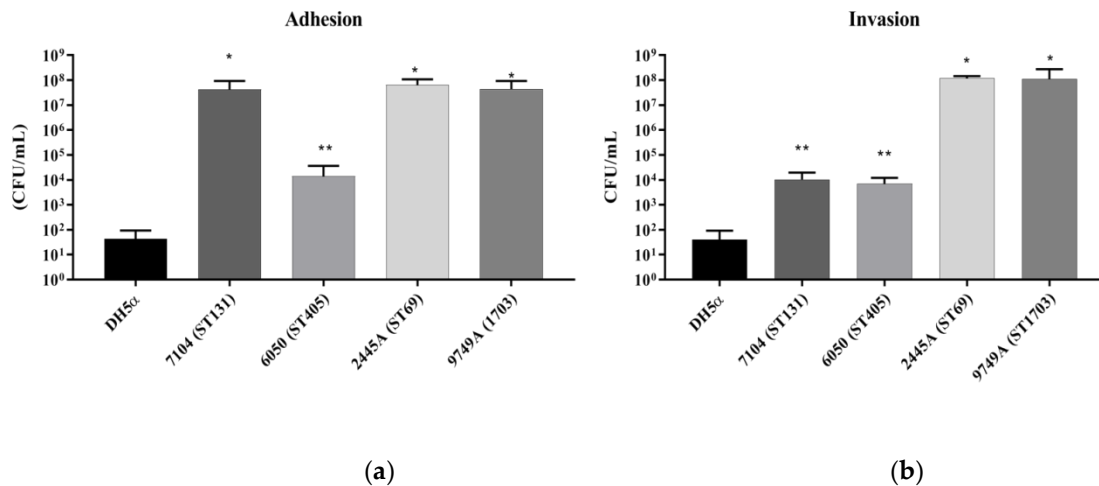 Adhesion
(CFU/mL)
10⁹
10⁸
10⁷
10⁶
10⁵
10⁴
10³
10²
10¹
10⁰
*
**
*
*
DH5α
7104 (ST131)
6050 (ST405)
2445A (ST69)
9749A (1703)
(a)
Invasion
CFU/mL
10⁹
10⁸
10⁷
10⁶
10⁵
10⁴
10³
10²
10¹
10⁰
**
**
*
*
DH5α
7104 (ST131)
6050 (ST405)
2445A (ST69)
9749A (ST1703)
(b)